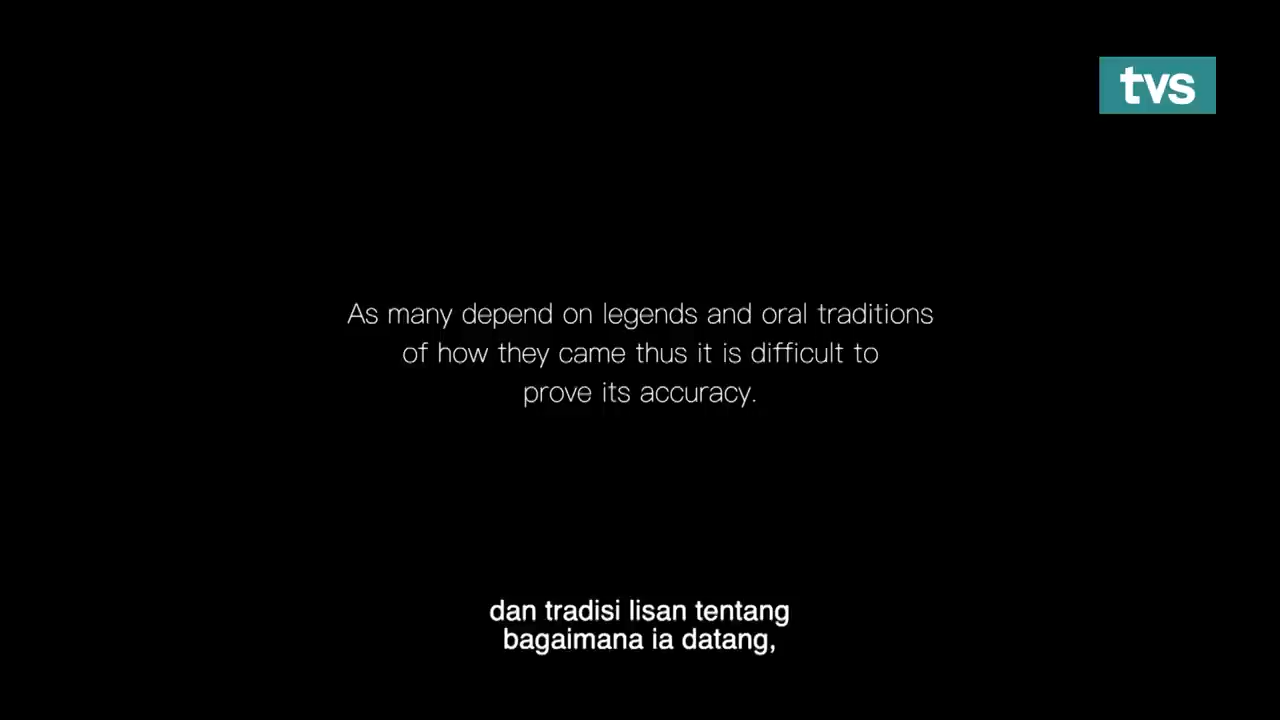 tvs
As many depend on legends and oral traditions
of how they came thus it is difficult to
prove its accuracy.
dan tradisi lisan tentang
bagaimana ia datang,